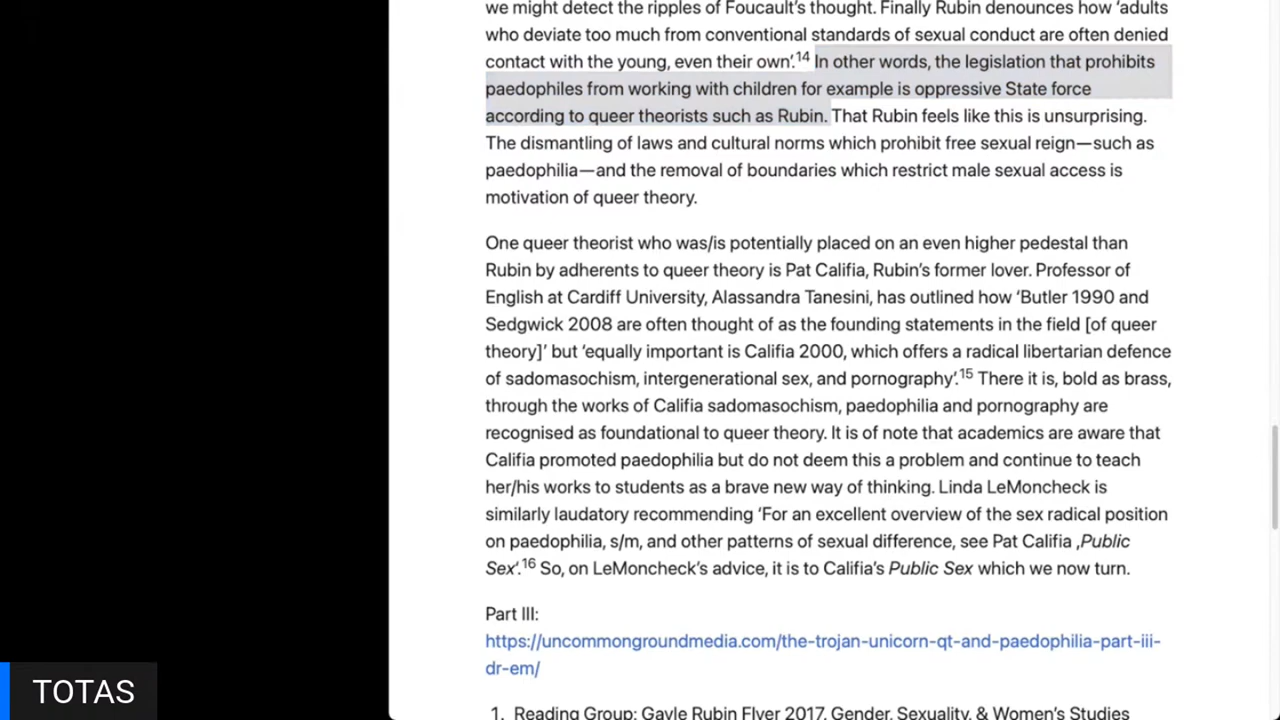 we might detect the ripples of Foucault's thought. Finally Rubin denounces how 'adults
who deviate too much from conventional standards of sexual conduct are often denied
contact with the young, even their own'.14 In other words, the legislation that prohibits
paedophiles from working with children for example is oppressive State force
according to queer theorists such as Rubin. That Rubin feels like this is unsurprising.
The dismantling of laws and cultural norms which prohibit free sexual reign—such as
paedophilia—and the removal of boundaries which restrict male sexual access is
motivation of queer theory.
One queer theorist who was/is potentially placed on an even higher pedestal than
Rubin by adherents to queer theory is Pat Califia, Rubin's former lover. Professor of
English at Cardiff University, Alassandra Tanesini, has outlined how 'Butler 1990 and
Sedgwick 2008 are often thought of as the founding statements in the field [of queer
theory]' but 'equally important is Califia 2000, which offers a radical libertarian defence
of sadomasochism, intergenerational sex, and pornography'.15 There it is, bold as brass,
through the works of Califia sadomasochism, paedophilia and pornography are
recognised as foundational to queer theory. It is of note that academics are aware that
Califia promoted paedophilia but do not deem this a problem and continue to teach
her/his works to students as a brave new way of thinking. Linda LeMoncheck is
similarly laudatory recommending 'For an excellent overview of the sex radical position
on paedophilia, s/m, and other patterns of sexual difference, see Pat Califia ,Public
Sex'.16 So, on LeMoncheck's advice, it is to Califia's Public Sex which we now turn.
Part III:
https://uncommongroundmedia.com/the-trojan-unicorn-qt-and-paedophilia-part-iii-
dr-em/
TOTAS
1. Reading Group: Gayle Rubin Flyer 2017, Gender, Sexuality, & Women's Studies